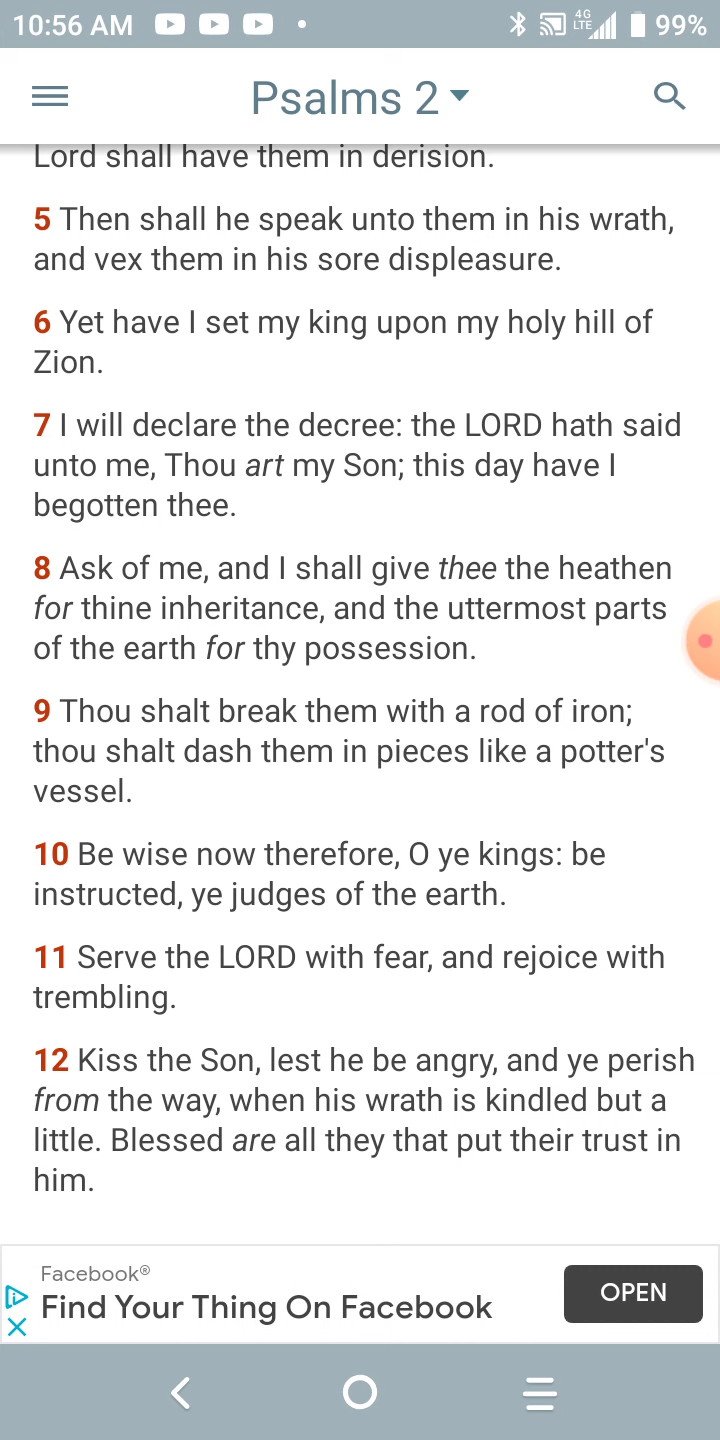 10:56 AM
4G
LTE
99%
Psalms 2
Lord shall have them in derision.
5 Then shall he speak unto them in his wrath,
and vex them in his sore displeasure.
6 Yet have I set my king upon my holy hill of
Zion.
7 I will declare the decree: the LORD hath said
unto me, Thou art my Son; this day have I
begotten thee.
8 Ask of me, and I shall give thee the heathen
for thine inheritance, and the uttermost parts
of the earth for thy possession.
9 Thou shalt break them with a rod of iron;
thou shalt dash them in pieces like a potter's
vessel.
10 Be wise now therefore, O ye kings: be
instructed, ye judges of the earth.
11 Serve the LORD with fear, and rejoice with
trembling.
12 Kiss the Son, lest he be angry, and ye perish
from the way, when his wrath is kindled but a
little. Blessed are all they that put their trust in
him.
Facebook®
Find Your Thing On Facebook
OPEN